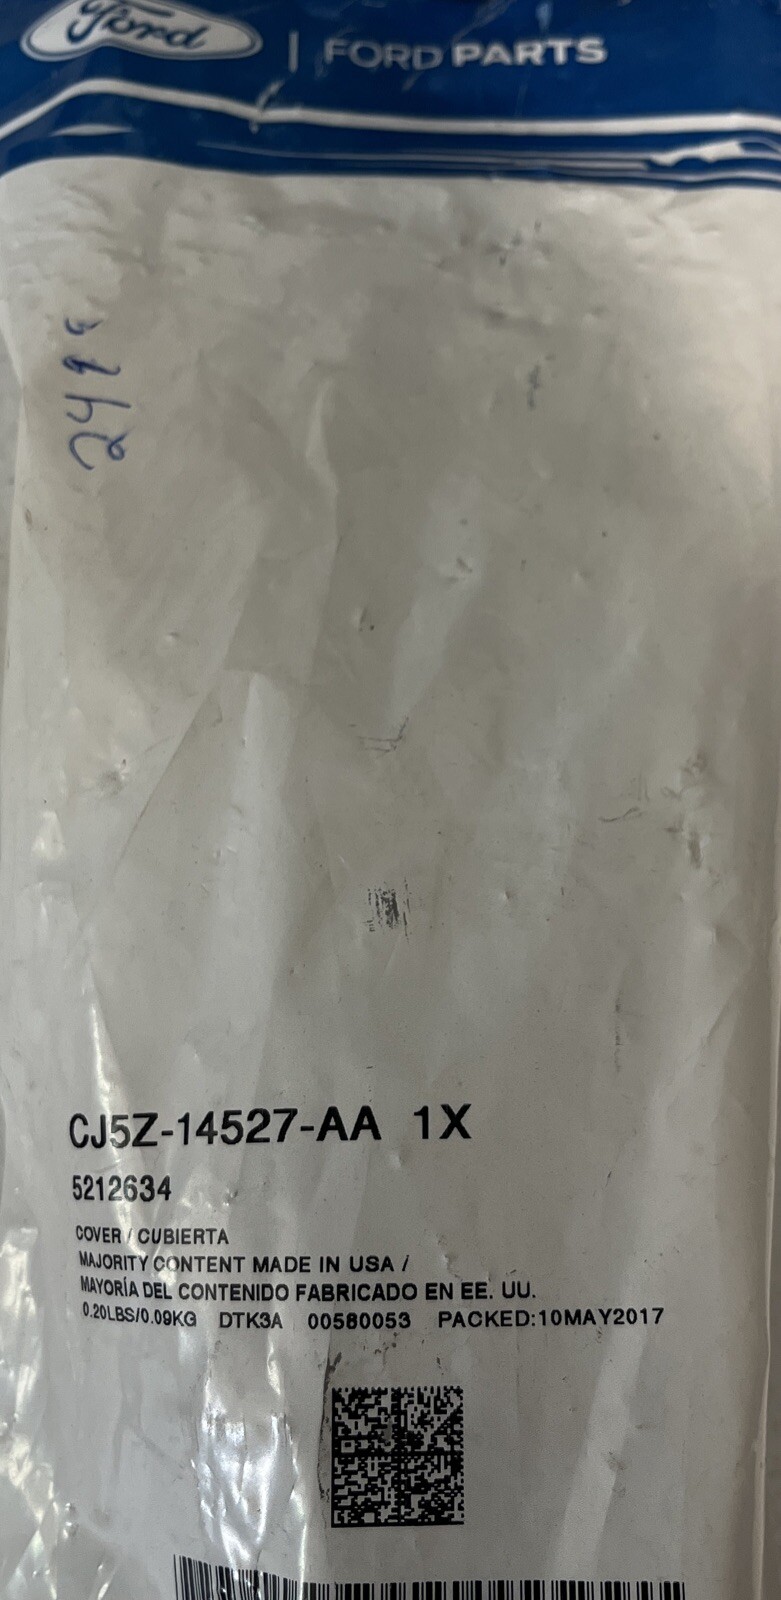 Ford | FORD PARTS
CJ5Z-14527-AA 1X
5212634
COVER / CUBIERTA
MAJORITY CONTENT MADE IN USA /
MAYORÍA DEL CONTENIDO FABRICADO EN EE. UU.
0.20LBS/0.09KG DTK3A 00580053 PACKED:10MAY2017